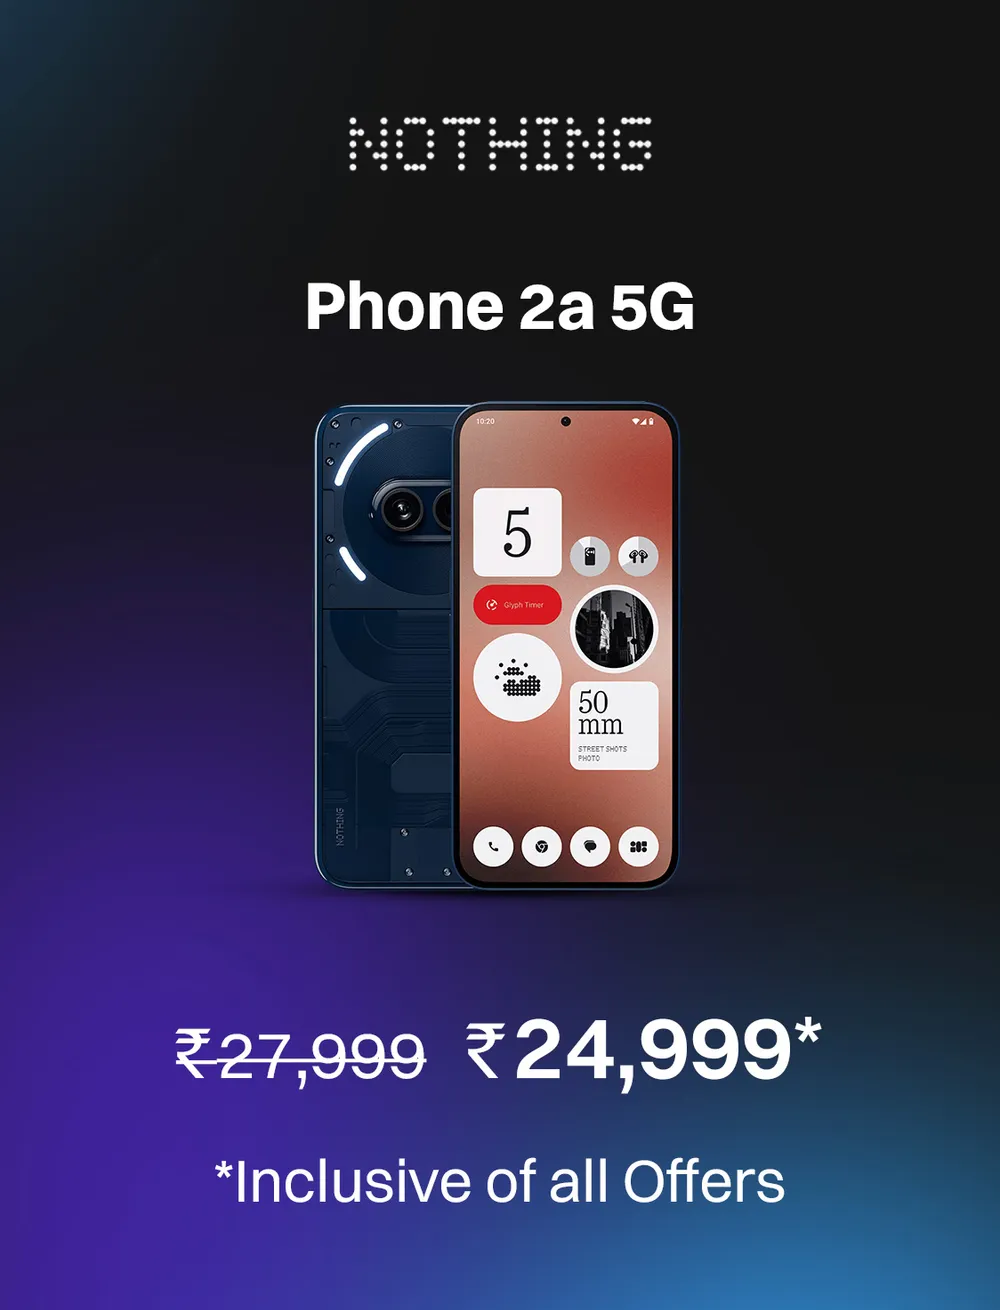 NOTHING
Phone 2a 5G
10:20
5
Glyph Timer
50
mm
STREET SHOTS
PHOTO
NOTHING
₹27,999 ₹24,999*
*Inclusive of all Offers